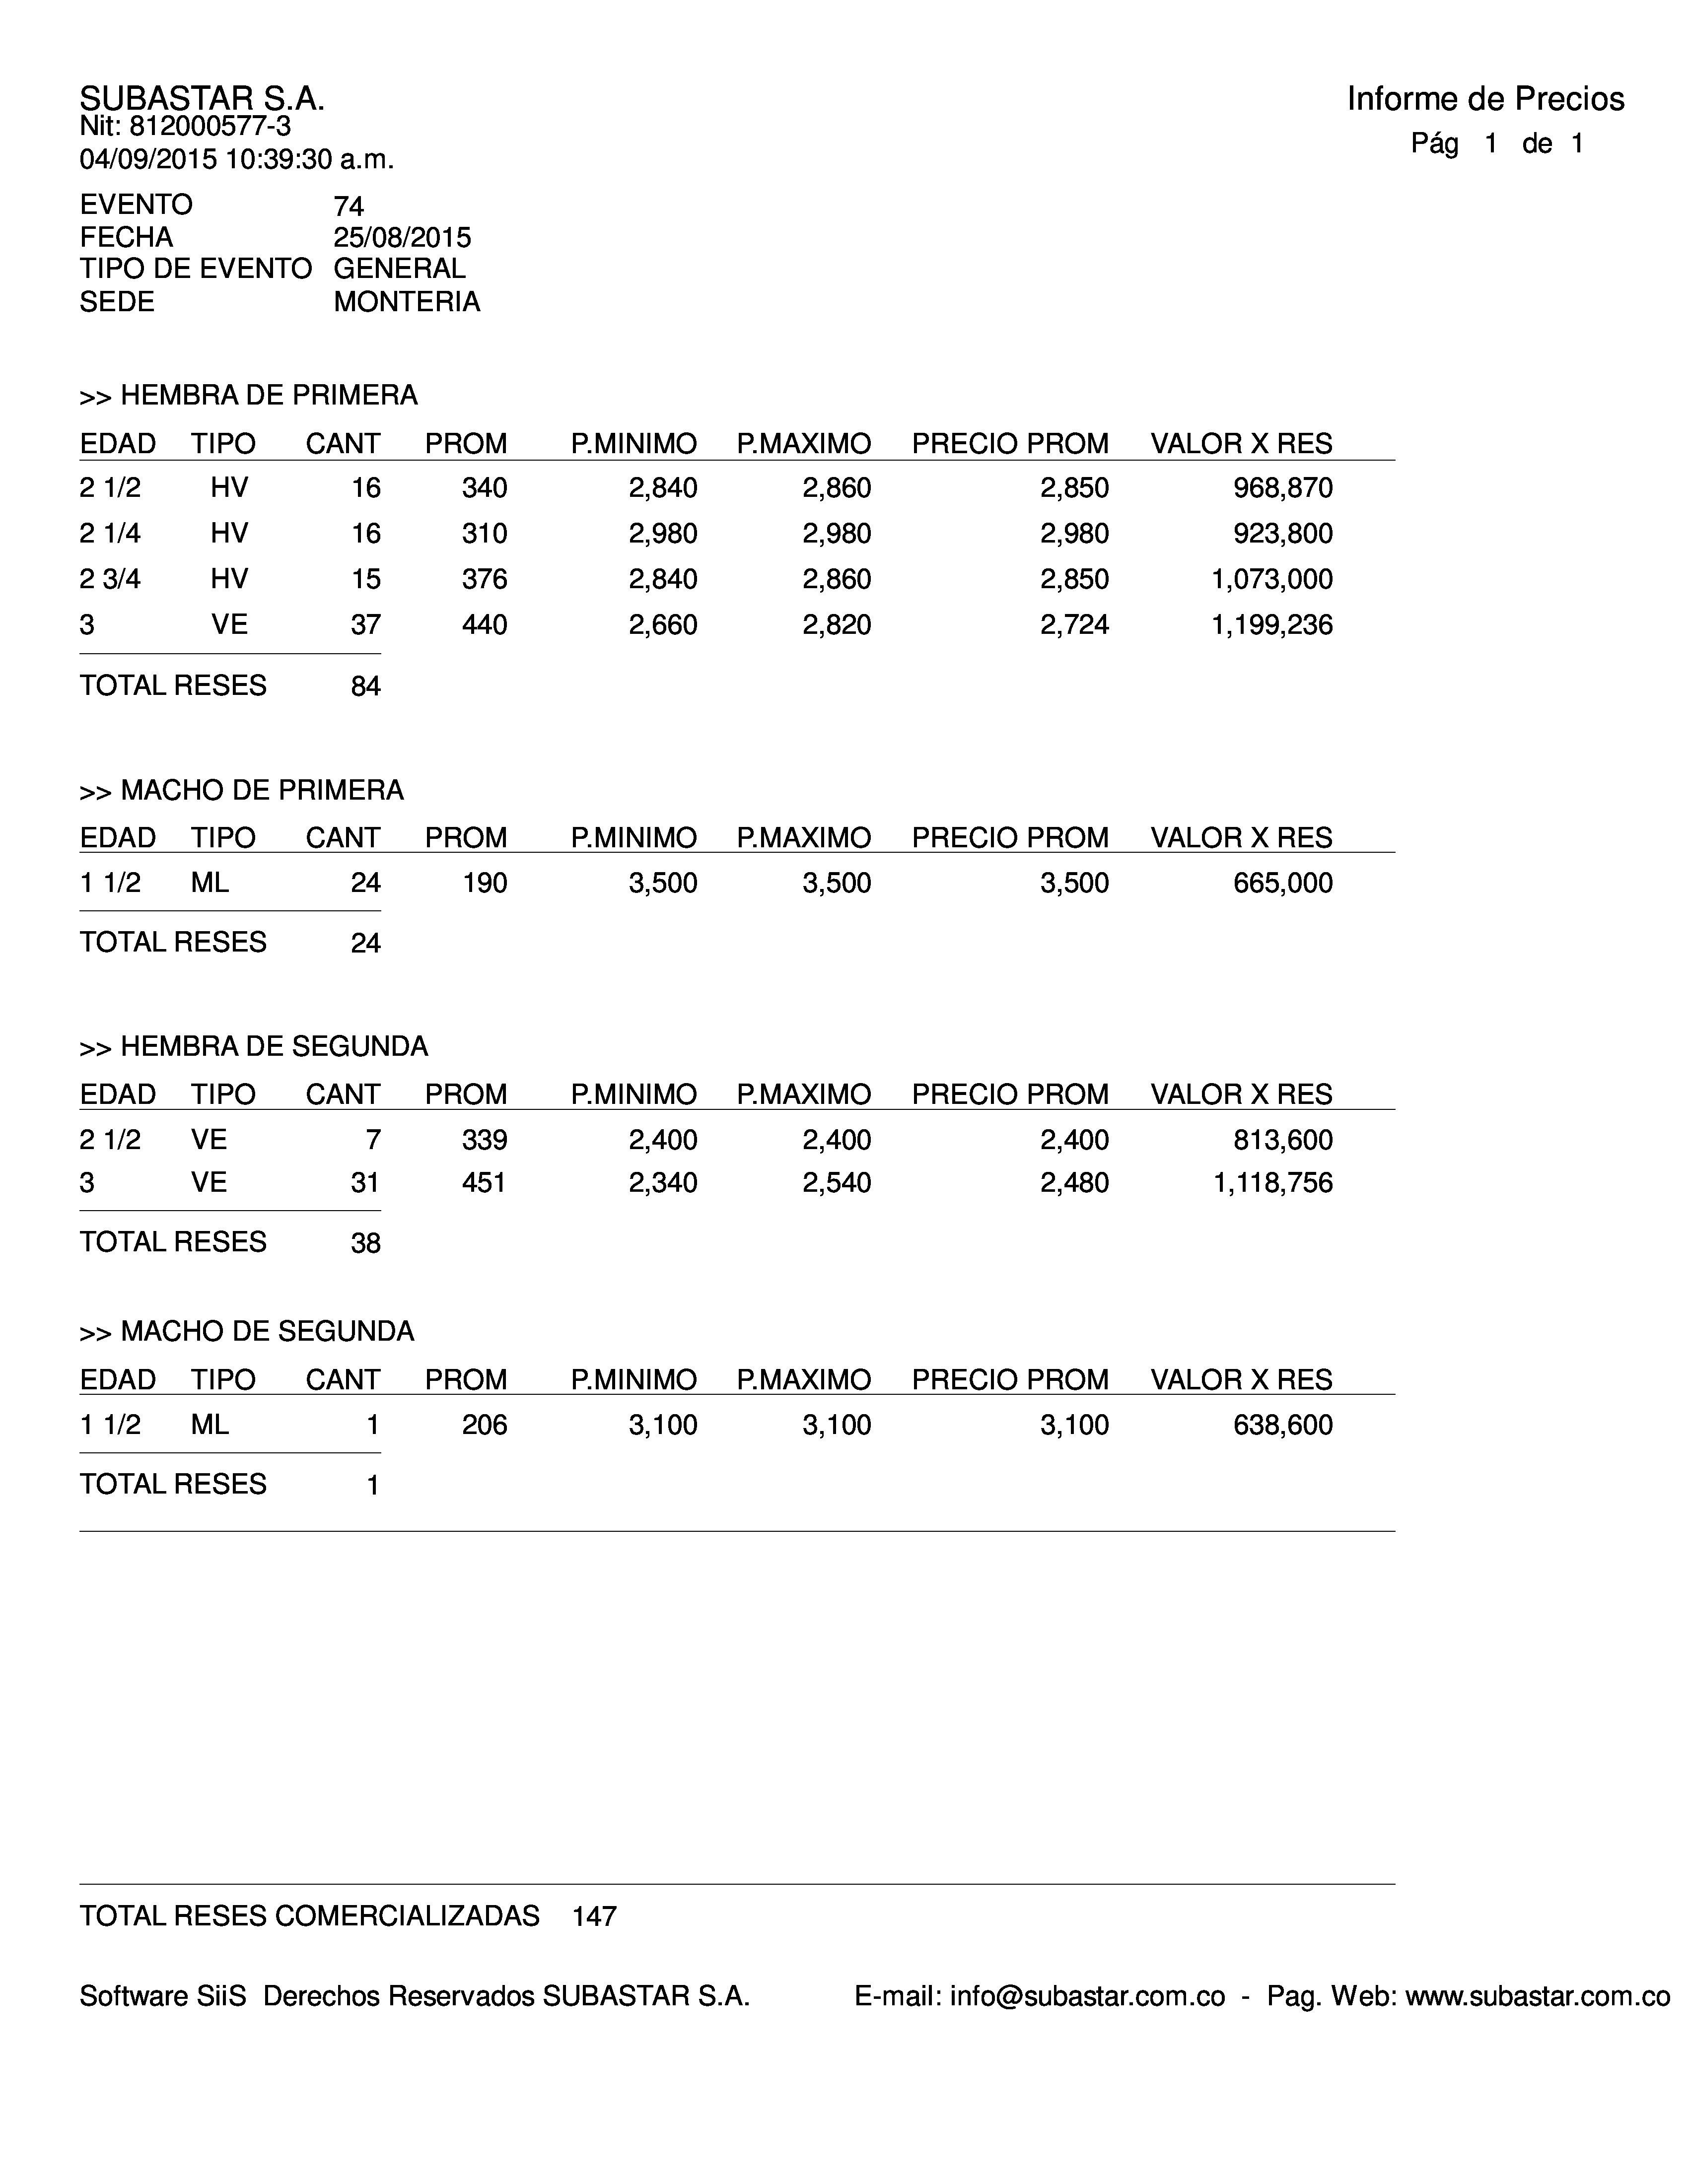 SUBASTAR S.A.
Informe de Precios
Nit: 812000577-3
Pág 1 de 1
04/09/2015 10:39:30 a.m.
EVENTO 74
FECHA 25/08/2015
TIPO DE EVENTO GENERAL
SEDE MONTERIA
>> HEMBRA DE PRIMERA
EDAD TIPO CANT PROM P.MINIMO P.MAXIMO PRECIO PROM VALOR X RES
2 1/2 HV 16 340 2,840 2,860 2,850 968,870
2 1/4 HV 16 310 2,980 2,980 2,980 923,800
2 3/4 HV 15 376 2,840 2,860 2,850 1,073,000
3 VE 37 440 2,660 2,820 2,724 1,199,236
TOTAL RESES 84
>> MACHO DE PRIMERA
EDAD TIPO CANT PROM P.MINIMO P.MAXIMO PRECIO PROM VALOR X RES
1 1/2 ML 24 190 3,500 3,500 3,500 665,000
TOTAL RESES 24
>> HEMBRA DE SEGUNDA
EDAD TIPO CANT PROM P.MINIMO P.MAXIMO PRECIO PROM VALOR X RES
2 1/2 VE 7 339 2,400 2,400 2,400 813,600
3 VE 31 451 2,340 2,540 2,480 1,118,756
TOTAL RESES 38
>> MACHO DE SEGUNDA
EDAD TIPO CANT PROM P.MINIMO P.MAXIMO PRECIO PROM VALOR X RES
1 1/2 ML 1 206 3,100 3,100 3,100 638,600
TOTAL RESES 1
TOTAL RESES COMERCIALIZADAS 147
Software SiiS Derechos Reservados SUBASTAR S.A. E-mail: info@subastar.com.co - Pag. Web: www.subastar.com.co